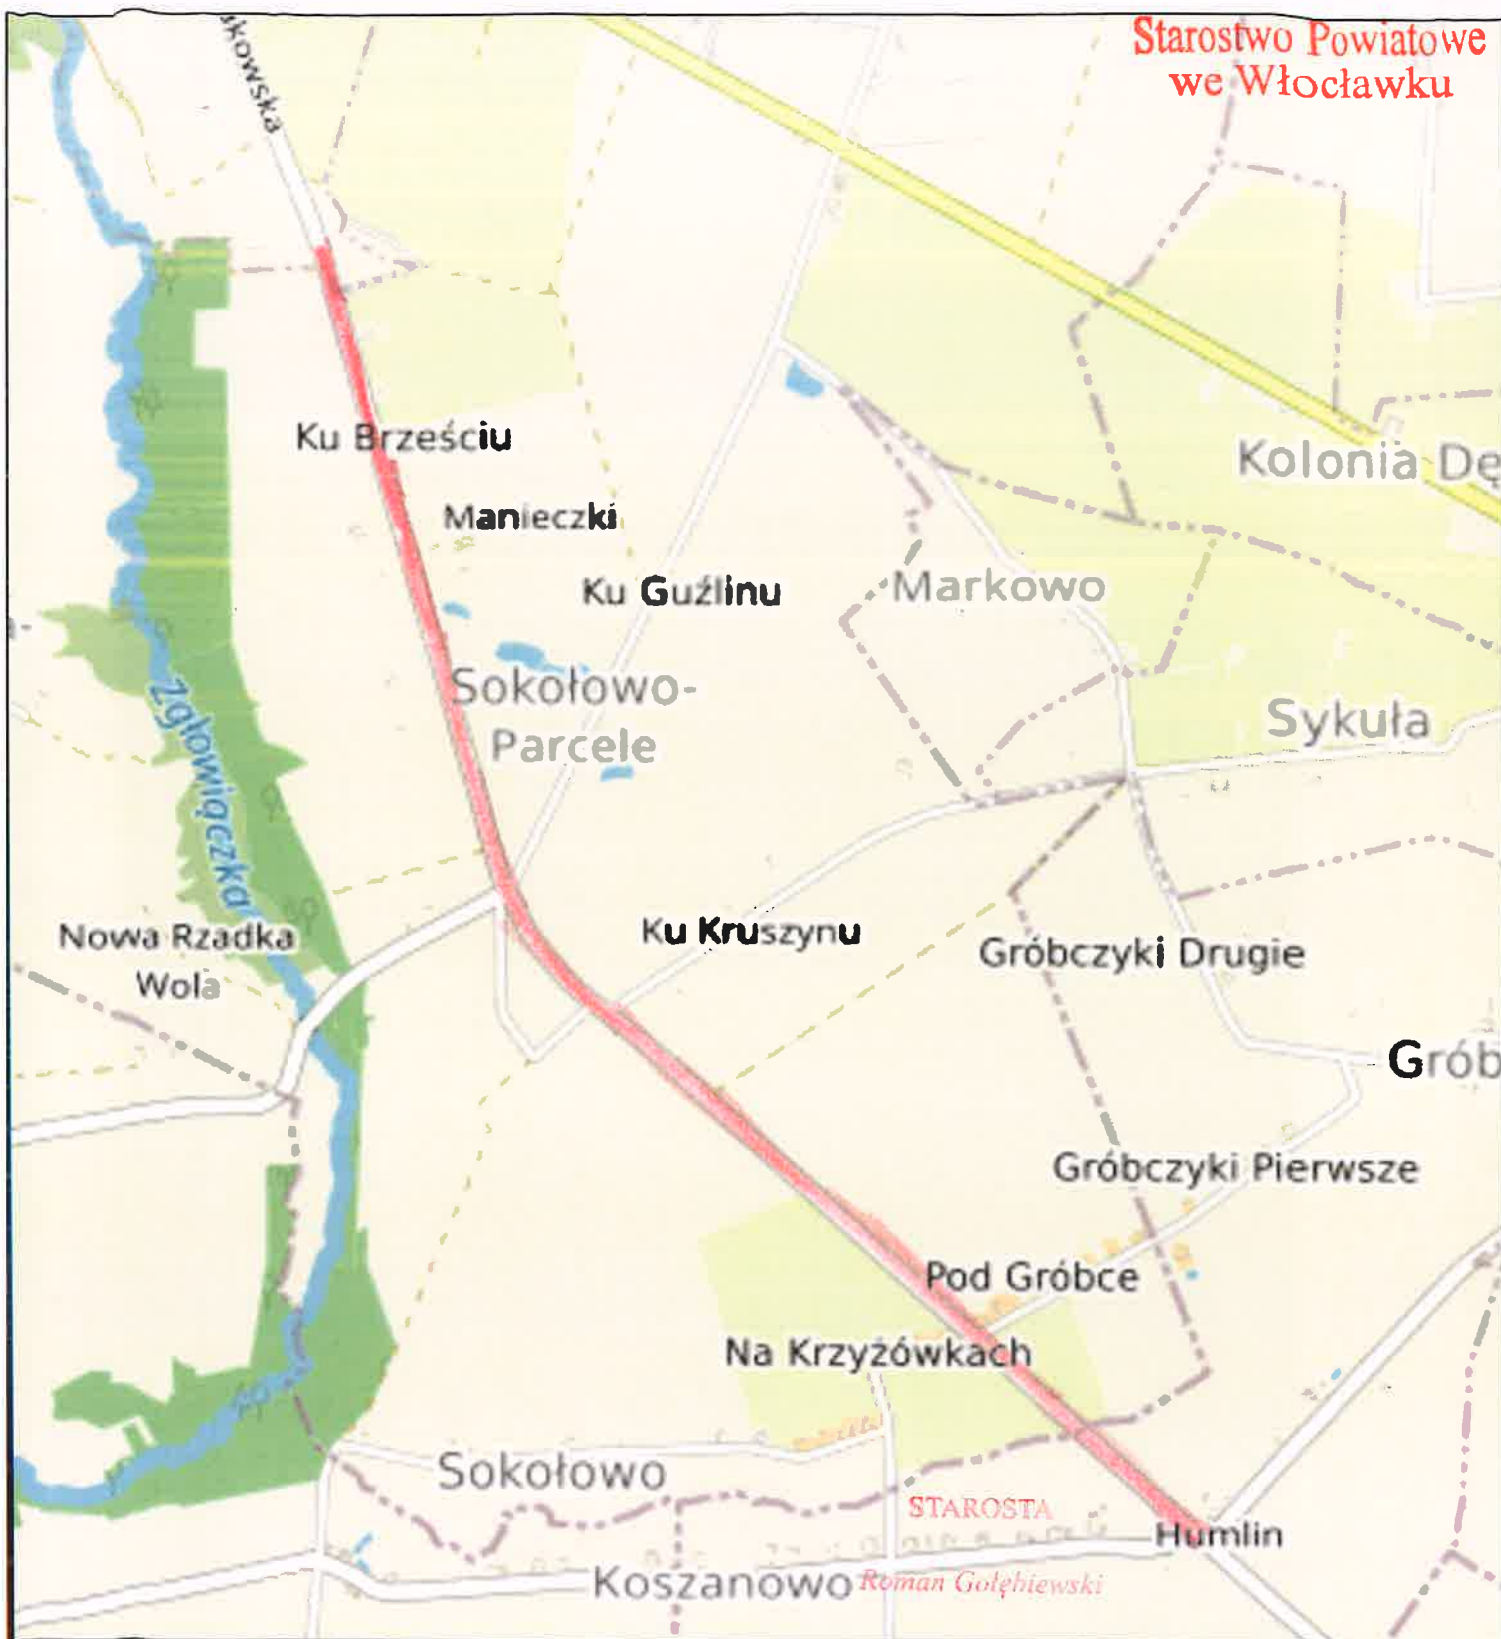 Starostwo Powiatowe
we Włocławku
Ku Brześciu
Kolonia
Manieczki
Ku Guźlinu
Markowo
Sokołowo-
Parcele
Sykuła
Zgłowiączka
Nowa Rzadka
Wola
Ku Kruszynu
Gróbczyki Drugie
Gróbczyki Pierwsze
Pod Gróbce
Na Krzyżówkach
Sokołowo
STAROSTA
Humlin
Koszanowo
Roman Gołębiewski